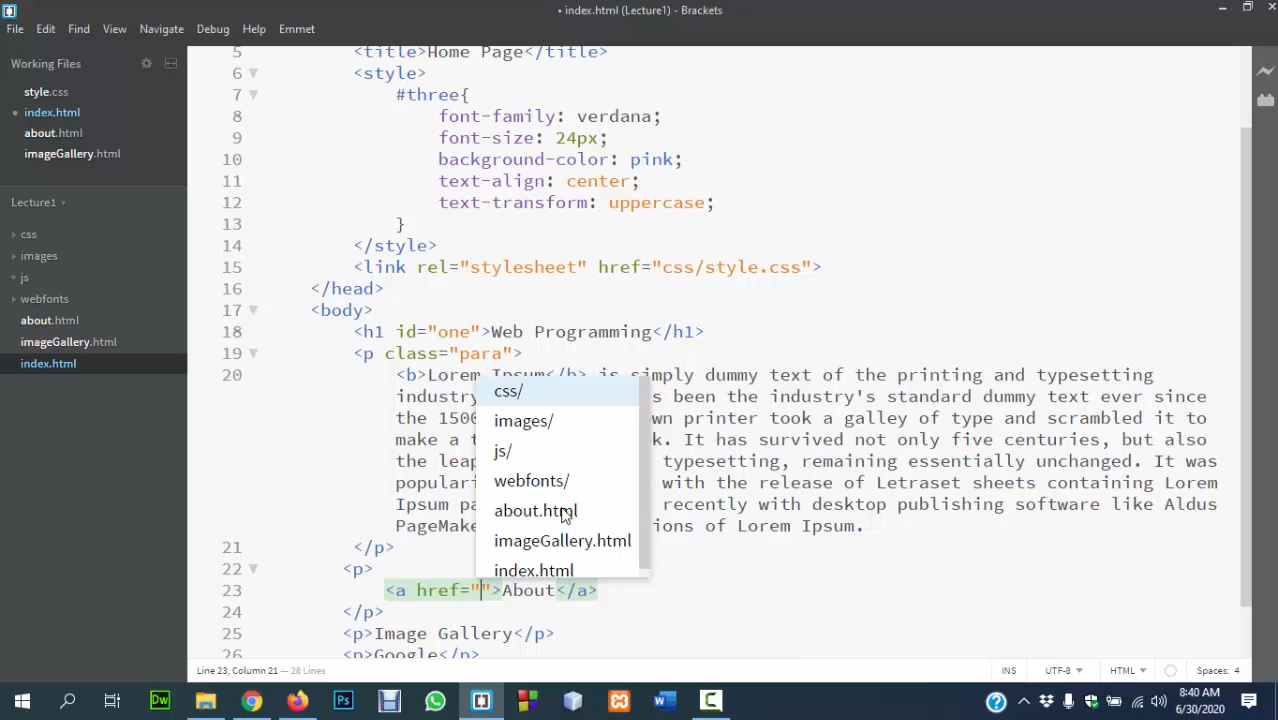 • index.html (Lecture1) - Brackets
File Edit Find View Navigate Debug Help Emmet
Working Files
style.css
index.html
about.html
imageGallery.html
Lecture1
css
images
js
webfonts
about.html
imageGallery.html
index.html
5 <title>Home Page</title>
6 <style>
7 #three{
8 font-family: verdana;
9 font-size: 24px;
10 background-color: pink;
11 text-align: center;
12 text-transform: uppercase;
13 }
14 </style>
15 <link rel="stylesheet" href="css/style.css">
16 </head>
17 <body>
18 <h1 id="one">Web Programming</h1>
19 <p class="para">
20 <b>Lorem Ipsum</b> is simply dummy text of the printing and typesetting
industry been the industry's standard dummy text ever since
the 150 printer took a galley of type and scrambled it to
make a It has survived not only five centuries, but also
the typesetting, remaining essentially unchanged. It was
with the release of Letraset sheets containing Lorem
Ipsum recently with desktop publishing software like Aldus
of Lorem Ipsum.
21 </p>
22 <p>
23 <a href="">About</a>
24 </p>
25 <p>Image Gallery</p>
26 <p>Google</p>
css/
images/
js/
webfonts/
about.html
imageGallery.html
index.html
Line 23, Column 21 — 28 Lines
INS UTF-8 HTML Spaces: 4
Dw Ps W C
8:40 AM
6/30/2020